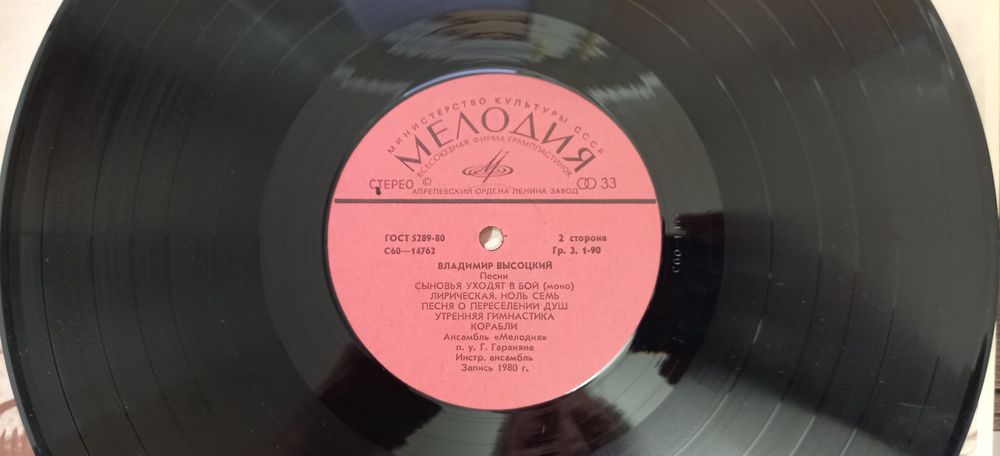 МИНИСТЕРСТВО КУЛЬТУРЫ СССР
МЕЛОДИЯ
ВСЕСОЮЗНАЯ ФИРМА ГРАМПЛАСТИНОК
СТЕРЕО © 33
АПРЕЛЕВСКИЙ ОРДЕНА ЛЕНИНА ЗАВОД
ГОСТ 5289-80 2 сторона
С60—14762 Гр. 3. 1-90
ВЛАДИМИР ВЫСОЦКИЙ
Песни
СЫНОВЬЯ УХОДЯТ В БОЙ (моно)
ЛИРИЧЕСКАЯ. НОЛЬ СЕМЬ
ПЕСНЯ О ПЕРЕСЕЛЕНИИ ДУШ
УТРЕННЯЯ ГИМНАСТИКА
КОРАБЛИ
Ансамбль «Мелодия»
п. у. Г. Гараняна
Инстр. ансамбль
Запись 1980 г.